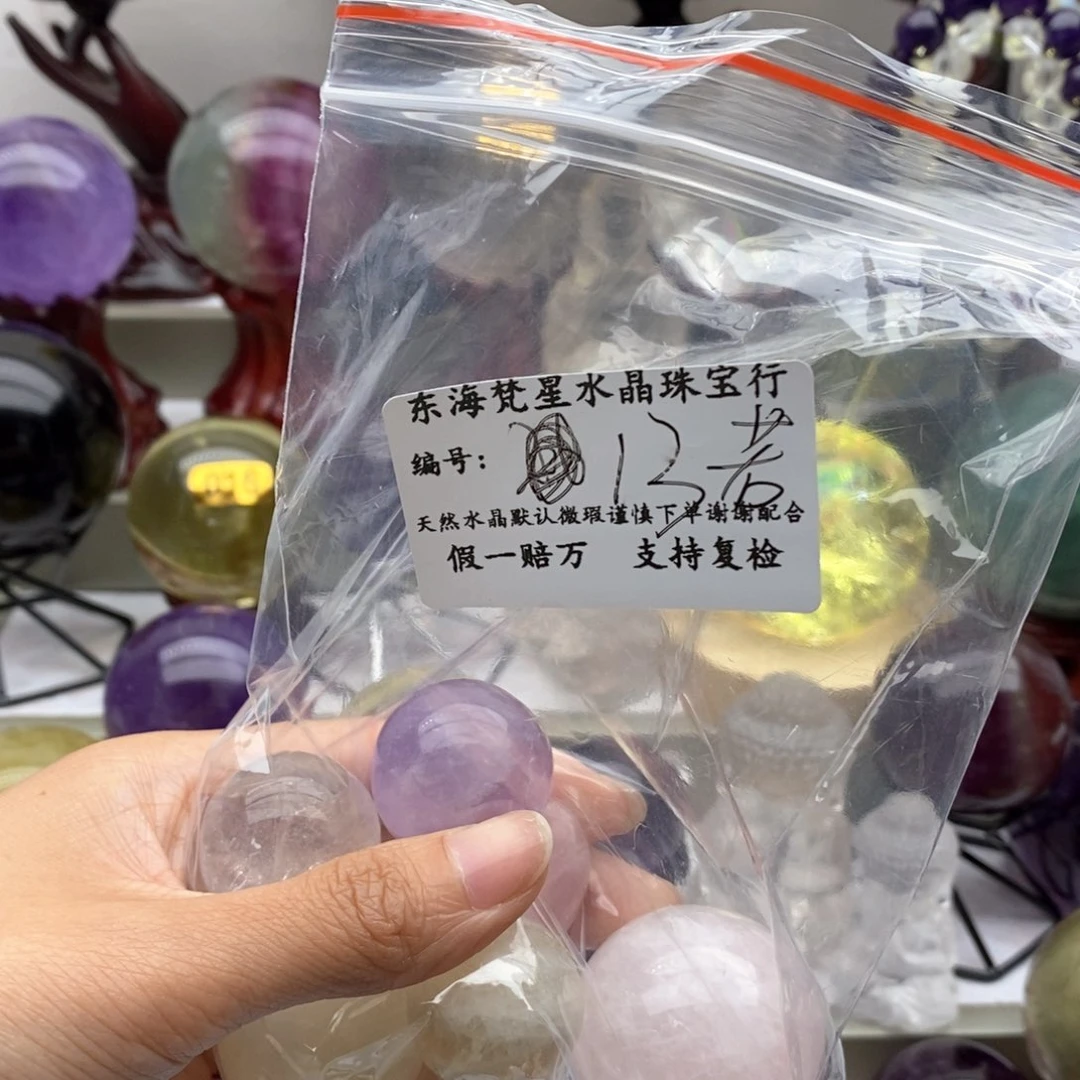 东海梵星水晶珠宝行
编号: 13 老
天然水晶默认微瑕谨慎下单谢谢配合
假一赔万 支持复检